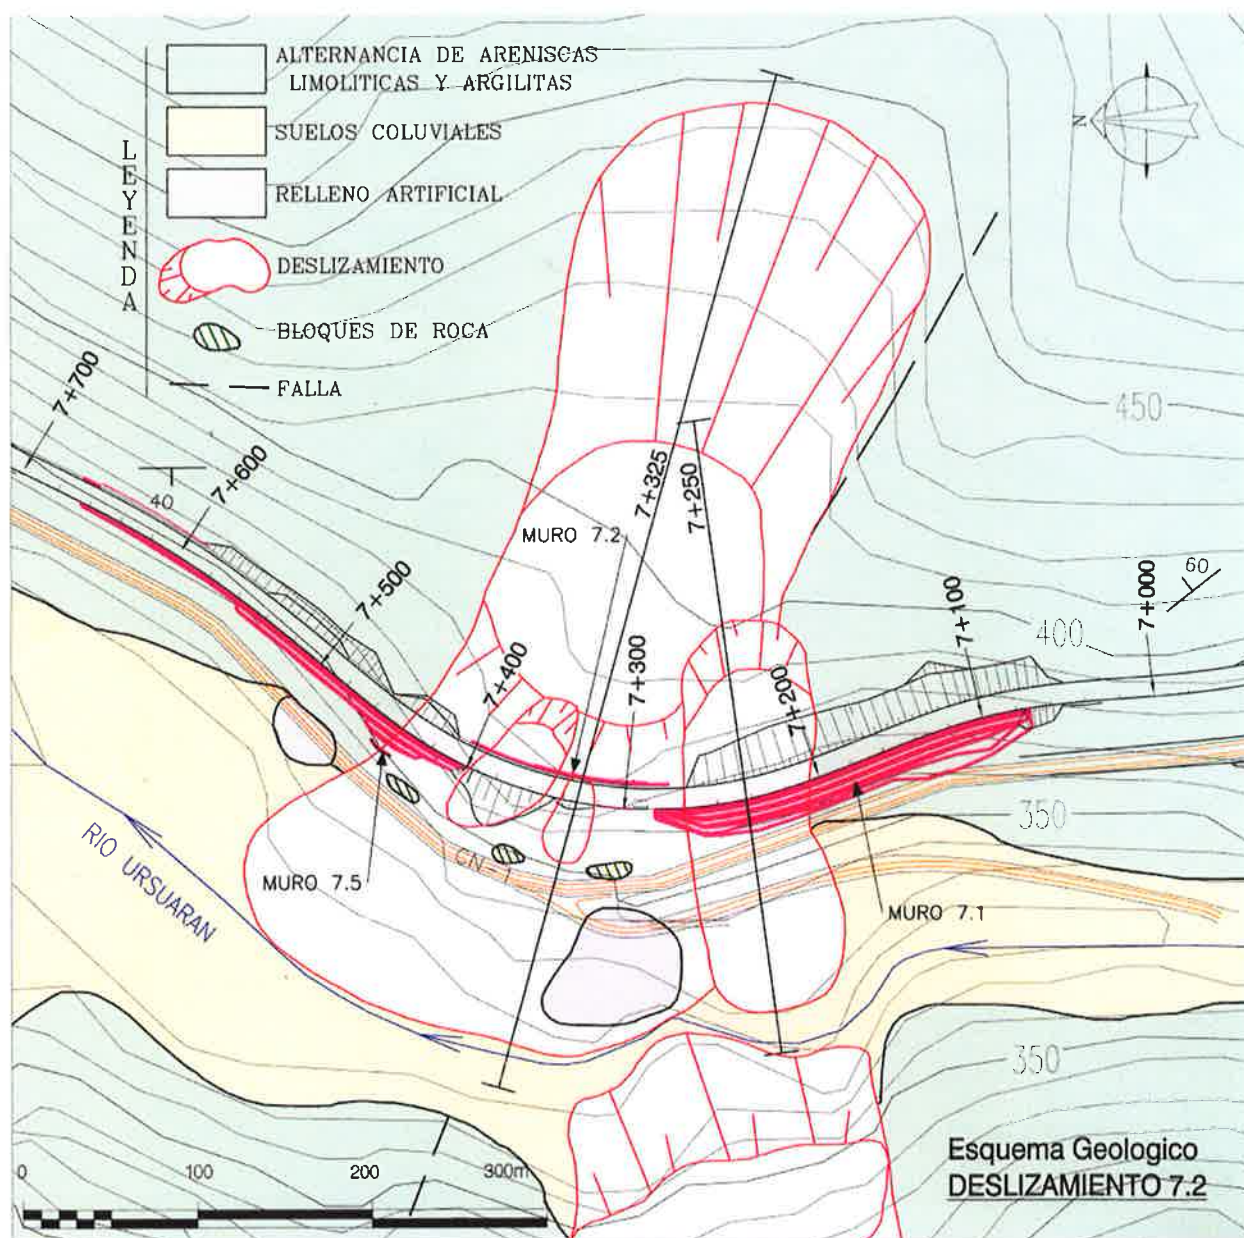 LEYENDA
ALTERNANCIA DE ARENISCAS
LIMOLITICAS Y ARGILITAS
SUELOS COLUVIALES
RELLENO ARTIFICIAL
DESLIZAMIENTO
BLOQUES DE ROCA
FALLA
N
450
7+700
7+600
40
7+500
7+400
MURO 7.2
7+325
7+250
7+300
7+200
7+100
7+000
60
400
350
MURO 7.5
CN-1
MURO 7.1
RIO URSUARAN
350
0 100 200 300m
Esquema Geologico
DESLIZAMIENTO 7.2